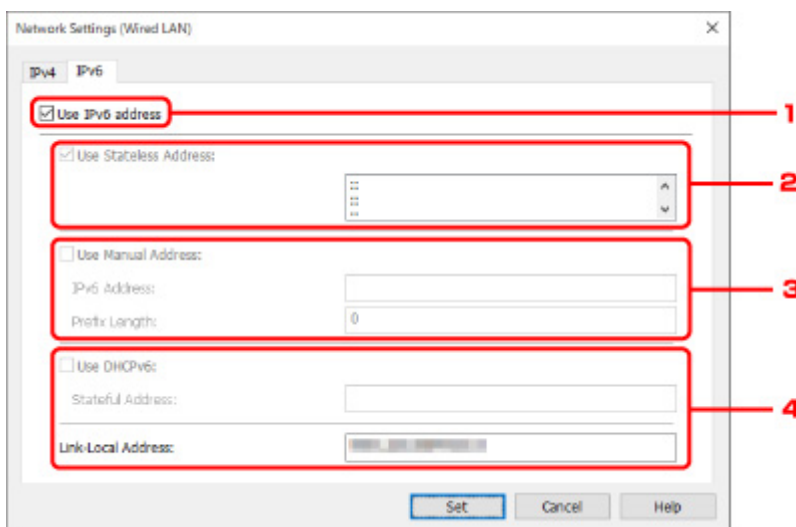 Network Settings (Wired LAN)
IPv4 IPv6
Use IPv6 address
1
Use Stateless Address:
::
::
::
2
Use Manual Address:
IPv6 Address:
3
Prefix Length: 0
Use DHCPv6:
Stateful Address:
4
Link-Local Address:
Set Cancel Help